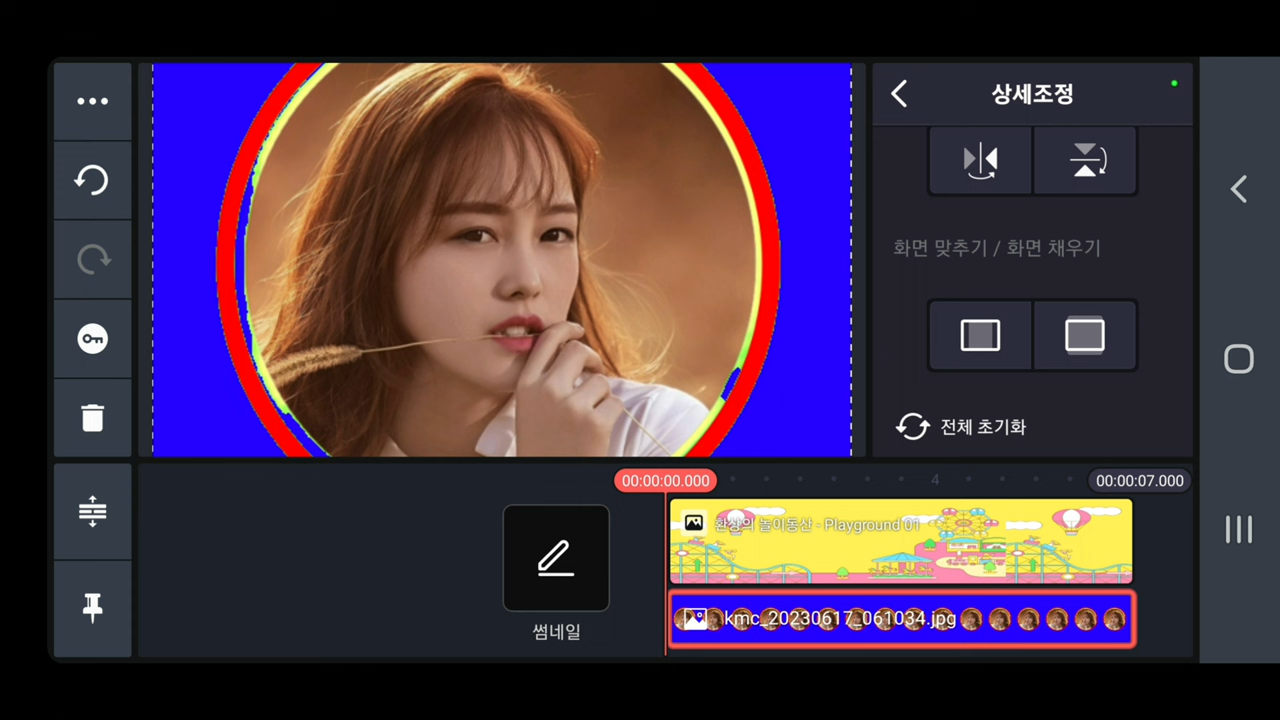 상세조정
화면 맞추기 / 화면 채우기
전체 초기화
00:00:00.000
4
00:00:07.000
환상의 놀이동산 - Playground 01
kmc_20230617_061034.jpg
썸네일